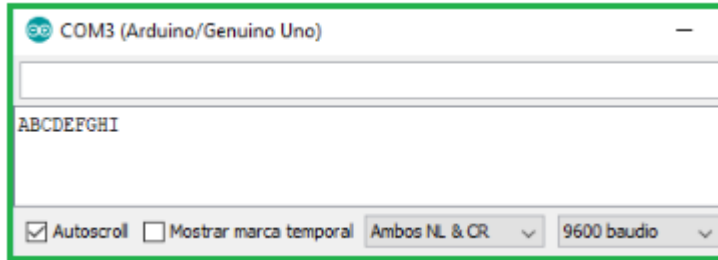 COM3 (Arduino/Genuino Uno)
ABCDEFGHI
Autoscroll Mostrar marca temporal Ambos NL & CR 9600 baudio